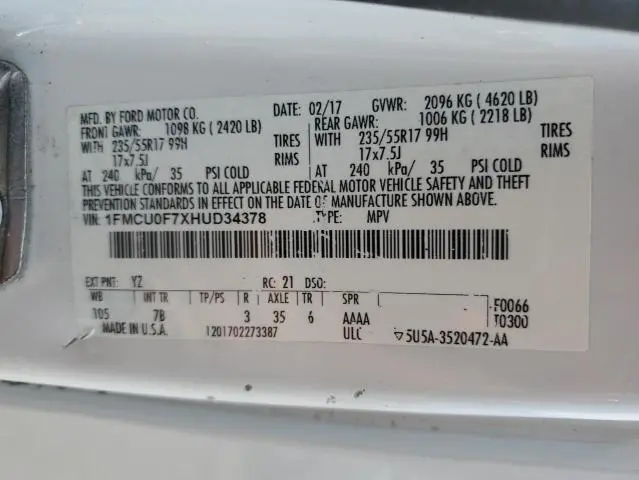 MFD. BY FORD MOTOR CO.
DATE: 02/17 GVWR: 2096 KG ( 4620 LB)
FRONT GAWR: 1098 KG ( 2420 LB) REAR GAWR: 1006 KG ( 2218 LB)
WITH 235/55R17 99H TIRES WITH 235/55R17 99H TIRES
17x7.5J RIMS 17x7.5J RIMS
AT 240 kPa/ 35 PSI COLD AT 240 kPa/ 35 PSI COLD
THIS VEHICLE CONFORMS TO ALL APPLICABLE FEDERAL MOTOR VEHICLE SAFETY AND THEFT
PREVENTION STANDARDS IN EFFECT ON THE DATE OF MANUFACTURE SHOWN ABOVE.
VIN: 1FMCU0F7XHUD34378 TYPE: MPV
EXT PNT: YZ RC: 21 DSO:
WB INT TR TP/PS R AXLE TR SPR
105 7B 3 35 6 AAAA
F0066
T0300
MADE IN U.S.A. 1201702273387 ULC 5U5A-3520472-AA